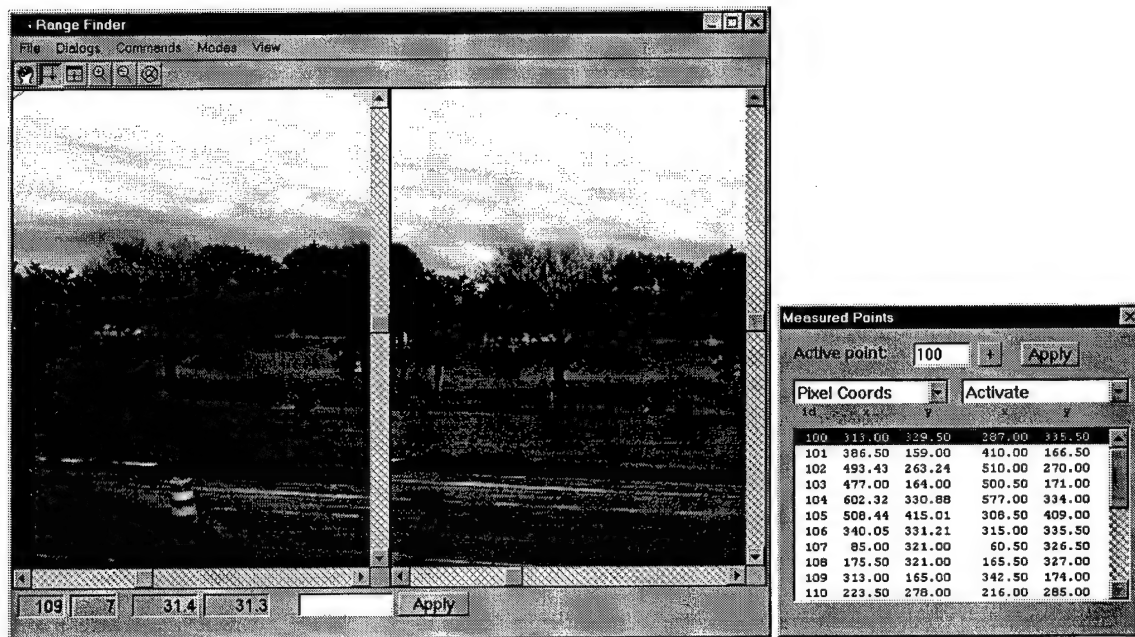 Range Finder
File Dialogs Commands Modes View
109 7 31.4 31.3 Apply
Measured Points
Active point: 100 + Apply
Pixel Coords Activate
id x y x y
100 313.00 329.50 287.00 335.50
101 386.50 159.00 410.00 166.50
102 493.43 263.24 510.00 270.00
103 477.00 164.00 500.50 171.00
104 602.32 330.88 577.00 334.00
105 508.44 415.01 308.50 409.00
106 340.05 331.21 315.00 335.50
107 85.00 321.00 60.50 326.50
108 175.50 321.00 165.50 327.00
109 313.00 165.00 342.50 174.00
110 223.50 278.00 216.00 285.00